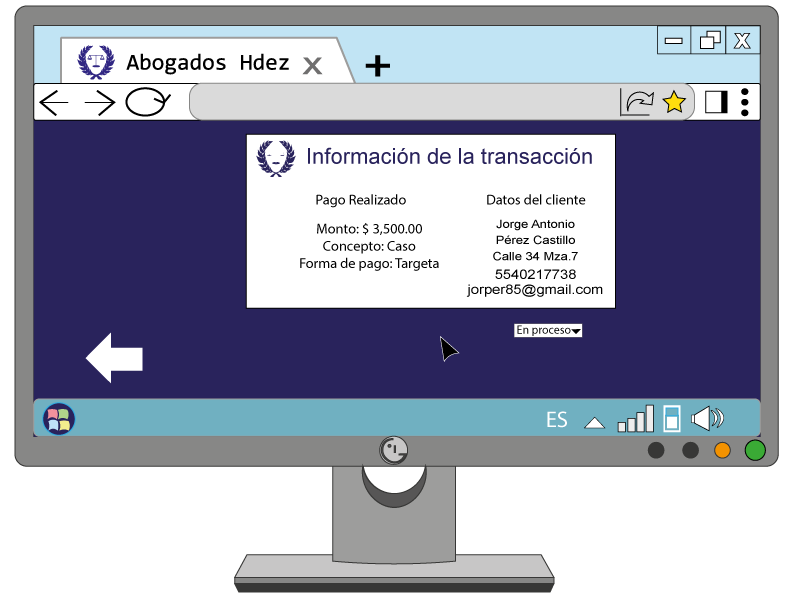 Abogados Hdez X
X
Información de la transacción
Pago Realizado
Monto: $ 3,500.00
Concepto: Caso
Forma de pago: Targeta
Datos del cliente
Jorge Antonio
Pérez Castillo
Calle 34 Mza.7
5540217738
jorper85@gmail.com
En proceso
ES